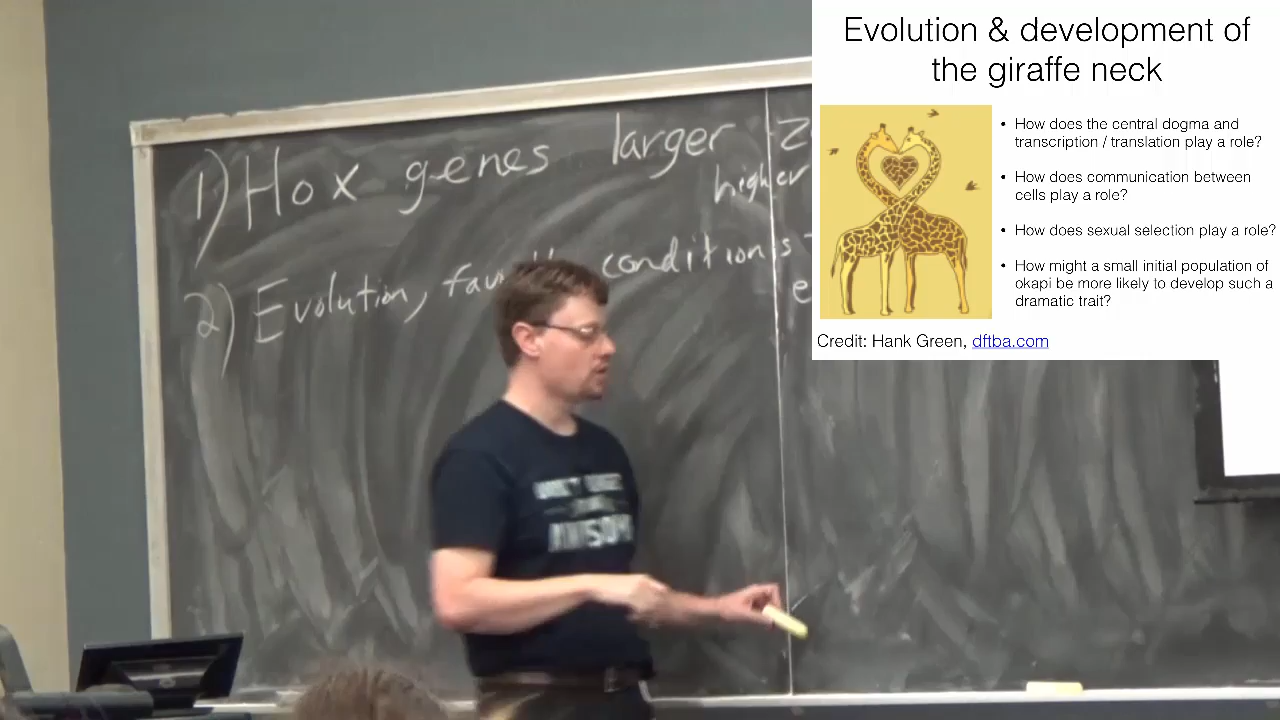 Evolution & development of
the giraffe neck
• How does the central dogma and
transcription / translation play a role?
• How does communication between
cells play a role?
• How does sexual selection play a role?
• How might a small initial population of
okapi be more likely to develop such a
dramatic trait?
Credit: Hank Green, dftba.com
1) Hox genes larger
higher
2) Evolution, conditions